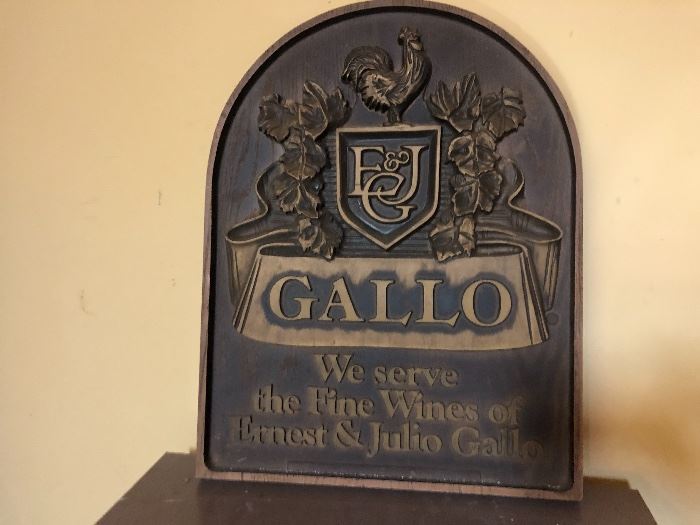 E&J
G
GALLO
We serve
the Fine Wines of
Ernest & Julio Gallo